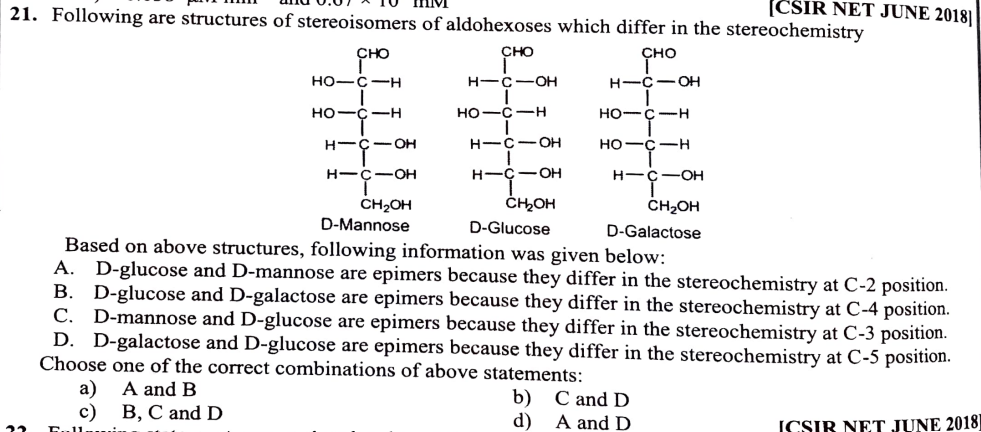 [CSIR NET JUNE 2018]
21. Following are structures of stereoisomers of aldohexoses which differ in the stereochemistry
CHO CHO CHO
HO—C—H H—C—OH H—C—OH
HO—C—H HO—C—H HO—C—H
H—C—OH H—C—OH HO—C—H
H—C—OH H—C—OH H—C—OH
CH₂OH CH₂OH CH₂OH
D-Mannose D-Glucose D-Galactose
Based on above structures, following information was given below:
A. D-glucose and D-mannose are epimers because they differ in the stereochemistry at C-2 position.
B. D-glucose and D-galactose are epimers because they differ in the stereochemistry at C-4 position.
C. D-mannose and D-glucose are epimers because they differ in the stereochemistry at C-3 position.
D. D-galactose and D-glucose are epimers because they differ in the stereochemistry at C-5 position.
Choose one of the correct combinations of above statements:
a) A and B b) C and D
c) B, C and D d) A and D
[CSIR NET JUNE 2018]